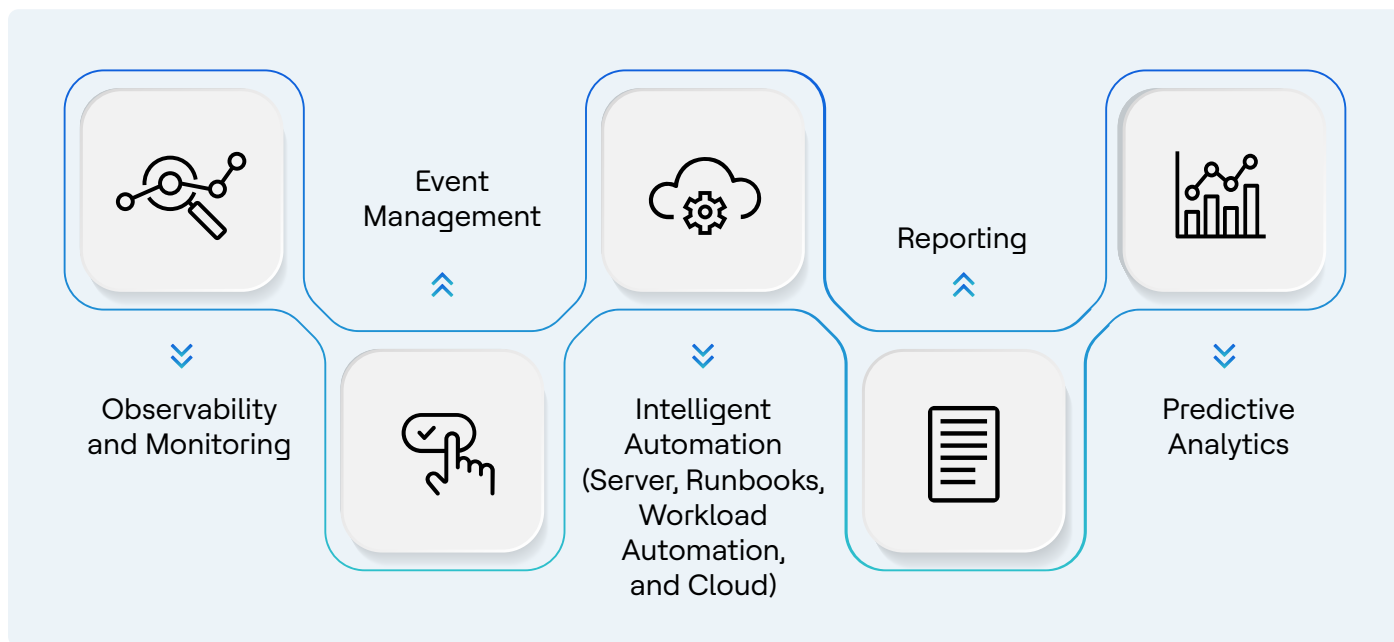 Event
Management
Reporting
Observability
and Monitoring
Intelligent
Automation
(Server, Runbooks,
Workload
Automation,
and Cloud)
Predictive
Analytics